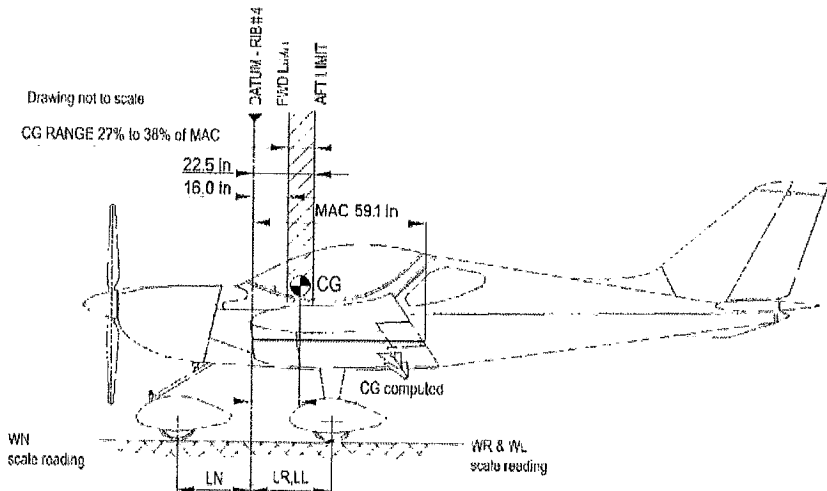 DATUM - RIB#4
FWD Limit
AFT LIMIT
Drawing not to scale
CG RANGE 27% to 38% of MAC
22.5 in
16.0 in
MAC 59.1 in
CG
CG computed
WN
scale reading
WR & WL
scale reading
LN
LR,LL